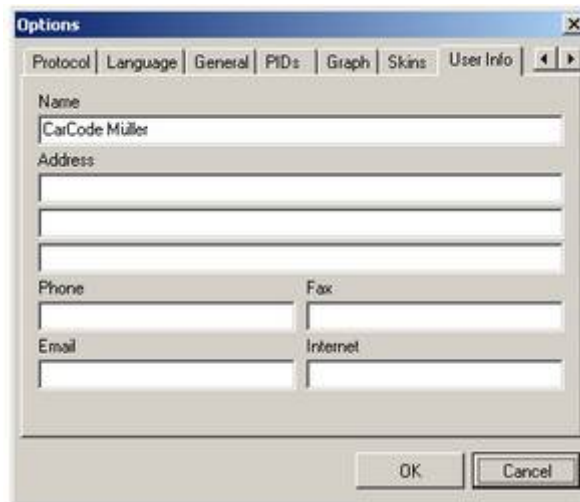 Options
Protocol Language General PIDs Graph Skins User Info
Name
CarCode Müller
Address
Phone Fax
Email Internet
OK Cancel